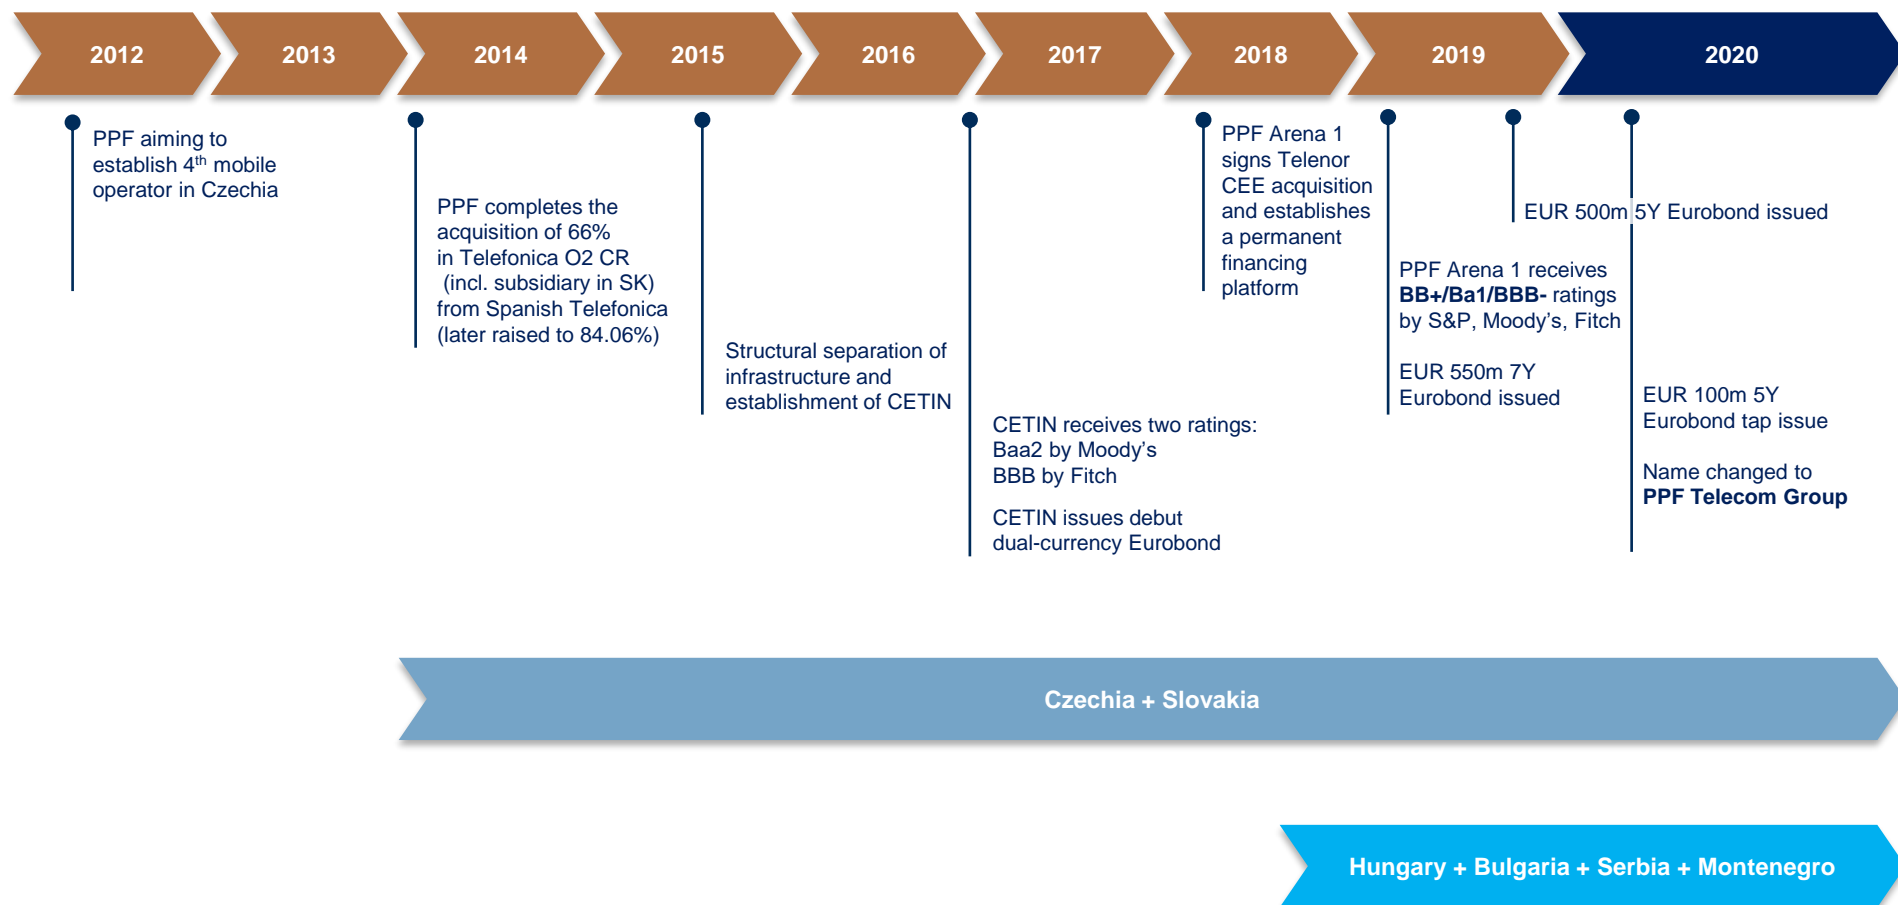 2012
2013
2014
2015
2016
2017
2018
2019
2020
PPF aiming to
establish 4th mobile
operator in Czechia
PPF completes the
acquisition of 66%
in Telefonica O2 CR
(incl. subsidiary in SK)
from Spanish Telefonica
(later raised to 84.06%)
Structural separation of
infrastructure and
establishment of CETIN
CETIN receives two ratings:
Baa2 by Moody’s
BBB by Fitch
CETIN issues debut
dual-currency Eurobond
PPF Arena 1
signs Telenor
CEE acquisition
and establishes
a permanent
financing
platform
PPF Arena 1 receives
BB+/Ba1/BBB- ratings
by S&P, Moody’s, Fitch
EUR 550m 7Y
Eurobond issued
EUR 500m 5Y Eurobond issued
EUR 100m 5Y
Eurobond tap issue
Name changed to
PPF Telecom Group
Czechia + Slovakia
Hungary + Bulgaria + Serbia + Montenegro